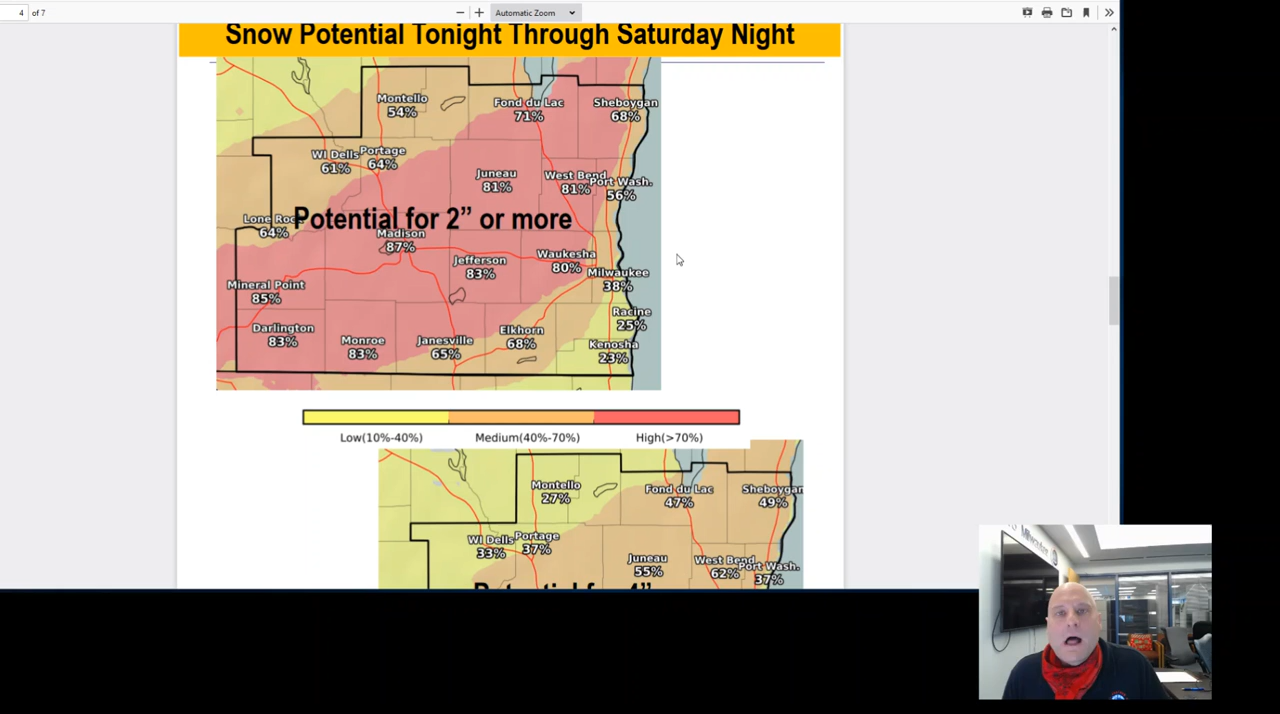 4 of 7
Automatic Zoom
Snow Potential Tonight Through Saturday Night
Montello
54%
Fond du Lac
71%
Sheboygan
68%
WI Dells
61%
Portage
64%
Juneau
81%
West Bend
81%
Port Wash.
56%
Lone Roc
64%
Potential for 2” or more
Madison
87%
Jefferson
83%
Waukesha
80%
Milwaukee
38%
Mineral Point
85%
Racine
25%
Darlington
83%
Monroe
83%
Janesville
65%
Elkhorn
68%
Kenosha
23%
Low(10%-40%)
Medium(40%-70%)
High(>70%)
Montello
27%
Fond du Lac
47%
Sheboygan
49%
WI Dells
33%
Portage
37%
Juneau
55%
West Bend
62%
Port Wash.
37%
Potential for 4”